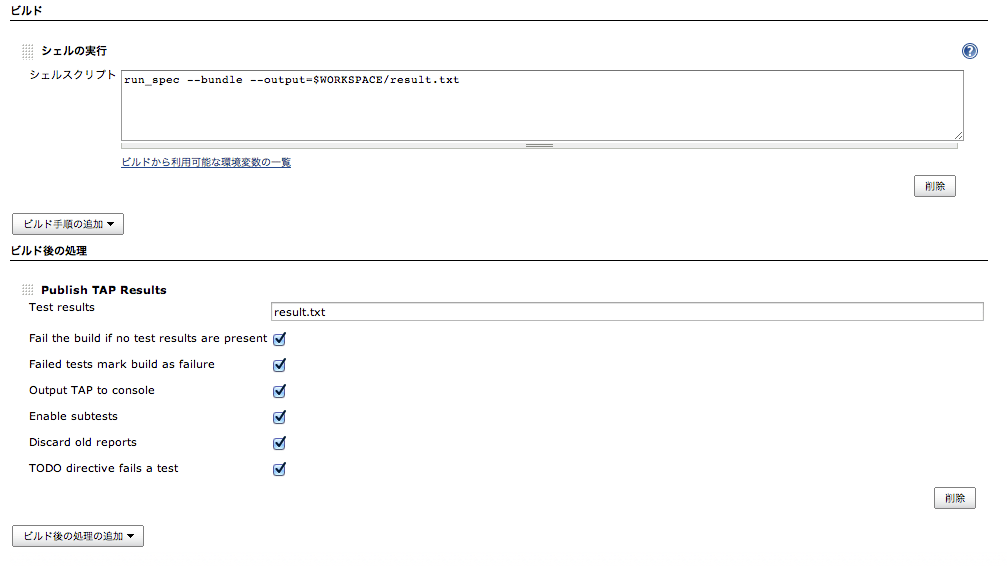 ビルド
シェルの実行
シェルスクリプト
run_spec --bundle --output=$WORKSPACE/result.txt
ビルドから利用可能な環境変数の一覧
削除
ビルド手順の追加
ビルド後の処理
Publish TAP Results
Test results
result.txt
Fail the build if no test results are present
Failed tests mark build as failure
Output TAP to console
Enable subtests
Discard old reports
TODO directive fails a test
削除
ビルド後の処理の追加